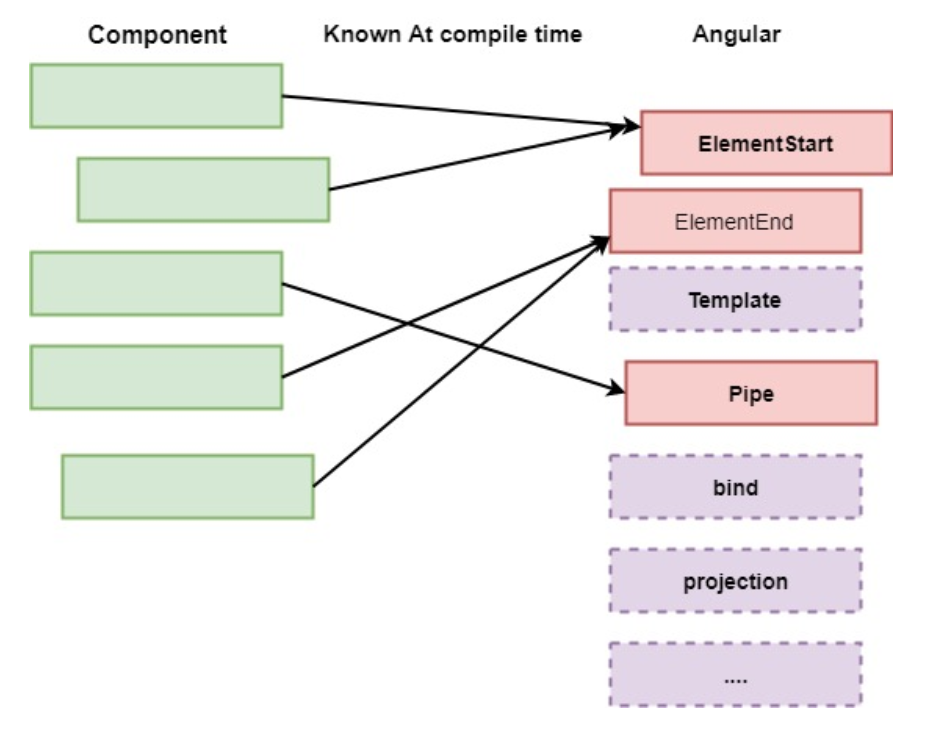 Component
Known At compile time
Angular
ElementStart
ElementEnd
Template
Pipe
bind
projection
....